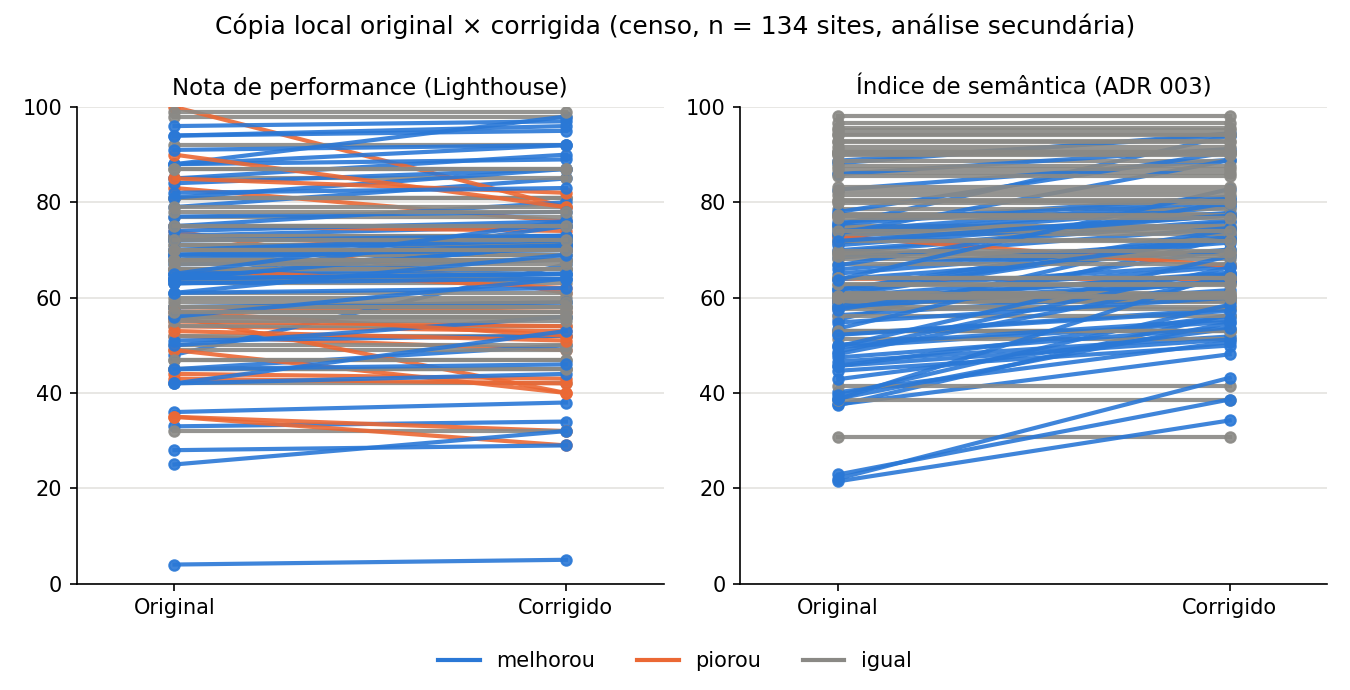 Cópia local original × corrigida (censo, n = 134 sites, análise secundária)
Nota de performance (Lighthouse)
100
80
60
40
20
0
Original
Corrigido
Índice de semântica (ADR 003)
100
80
60
40
20
0
Original
Corrigido
melhorou
piorou
igual